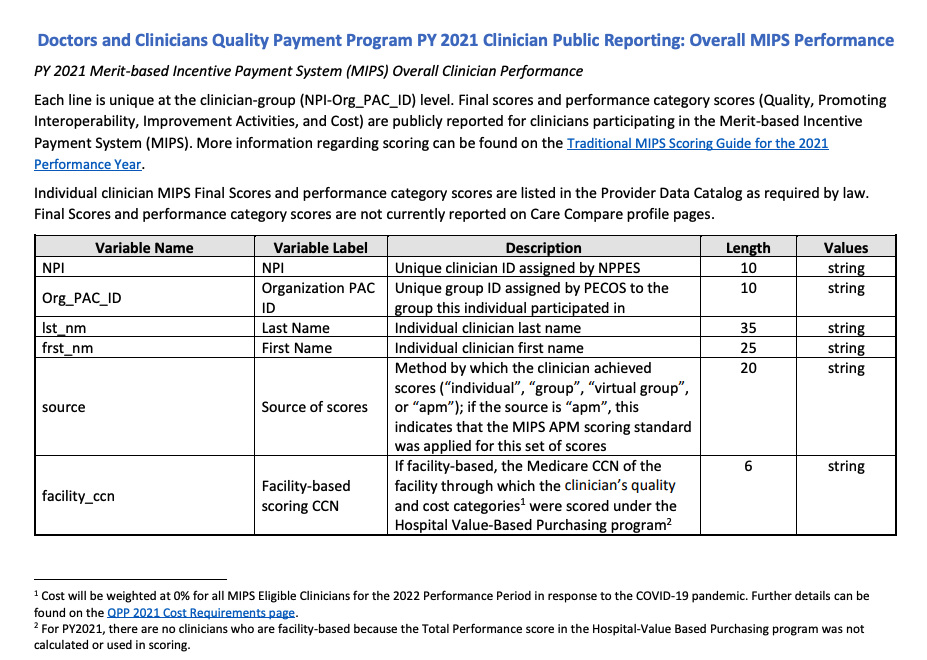 Doctors and Clinicians Quality Payment Program PY 2021 Clinician Public Reporting: Overall MIPS Performance
PY 2021 Merit-based Incentive Payment System (MIPS) Overall Clinician Performance
Each line is unique at the clinician-group (NPI-Org_PAC_ID) level. Final scores and performance category scores (Quality, Promoting
Interoperability, Improvement Activities, and Cost) are publicly reported for clinicians participating in the Merit-based Incentive
Payment System (MIPS). More information regarding scoring can be found on the Traditional MIPS Scoring Guide for the 2021
Performance Year.
Individual clinician MIPS Final Scores and performance category scores are listed in the Provider Data Catalog as required by law.
Final Scores and performance category scores are not currently reported on Care Compare profile pages.
Variable Name Variable Label Description Length Values
NPI NPI Unique clinician ID assigned by NPPES 10 string
Org_PAC_ID Organization PAC
ID Unique group ID assigned by PECOS to the
group this individual participated in 10 string
lst_nm Last Name Individual clinician last name 35 string
frst_nm First Name Individual clinician first name 25 string
source Source of scores Method by which the clinician achieved
scores (“individual”, “group”, “virtual group”,
or “apm”); if the source is “apm”, this
indicates that the MIPS APM scoring standard
was applied for this set of scores 20 string
facility_ccn Facility-based
scoring CCN If facility-based, the Medicare CCN of the
facility through which the clinician’s quality
and cost categories¹ were scored under the
Hospital Value-Based Purchasing program² 6 string
¹ Cost will be weighted at 0% for all MIPS Eligible Clinicians for the 2022 Performance Period in response to the COVID-19 pandemic. Further details can be
found on the QPP 2021 Cost Requirements page.
² For PY2021, there are no clinicians who are facility-based because the Total Performance score in the Hospital-Value Based Purchasing program was not
calculated or used in scoring.